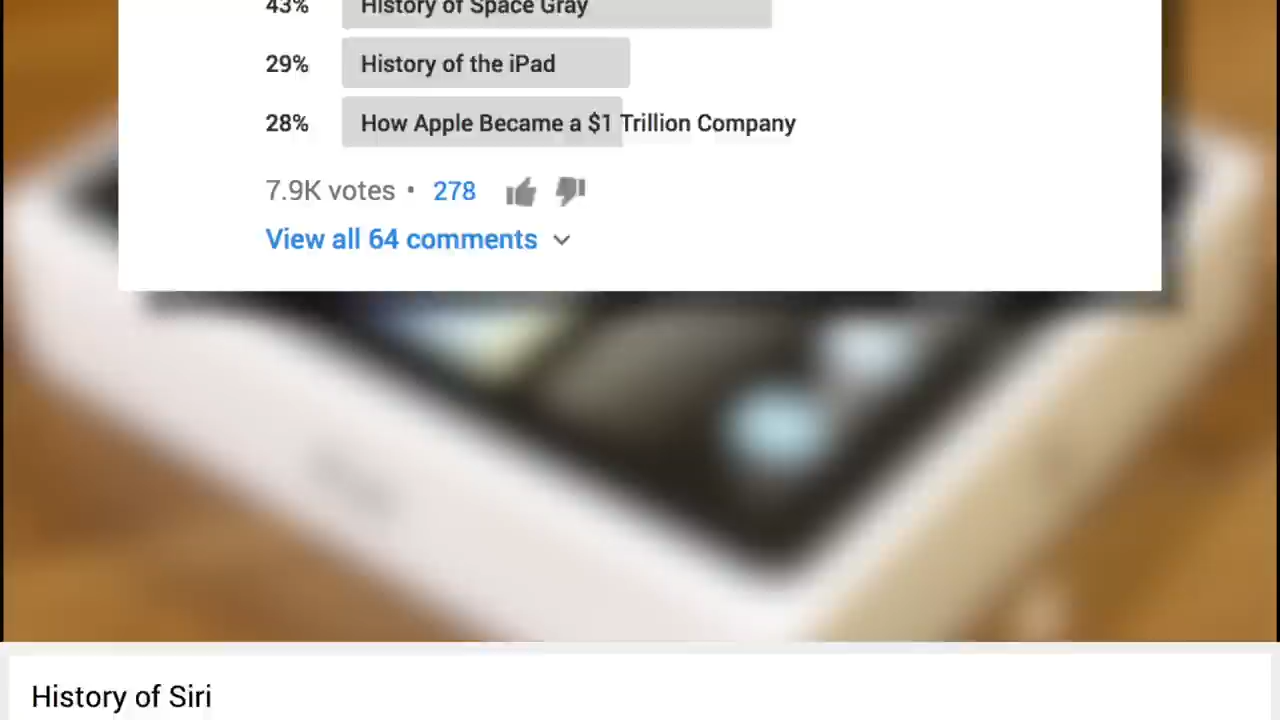 43% History of Space Gray
29% History of the iPad
28% How Apple Became a $1 Trillion Company
7.9K votes • 278
View all 64 comments
History of Siri